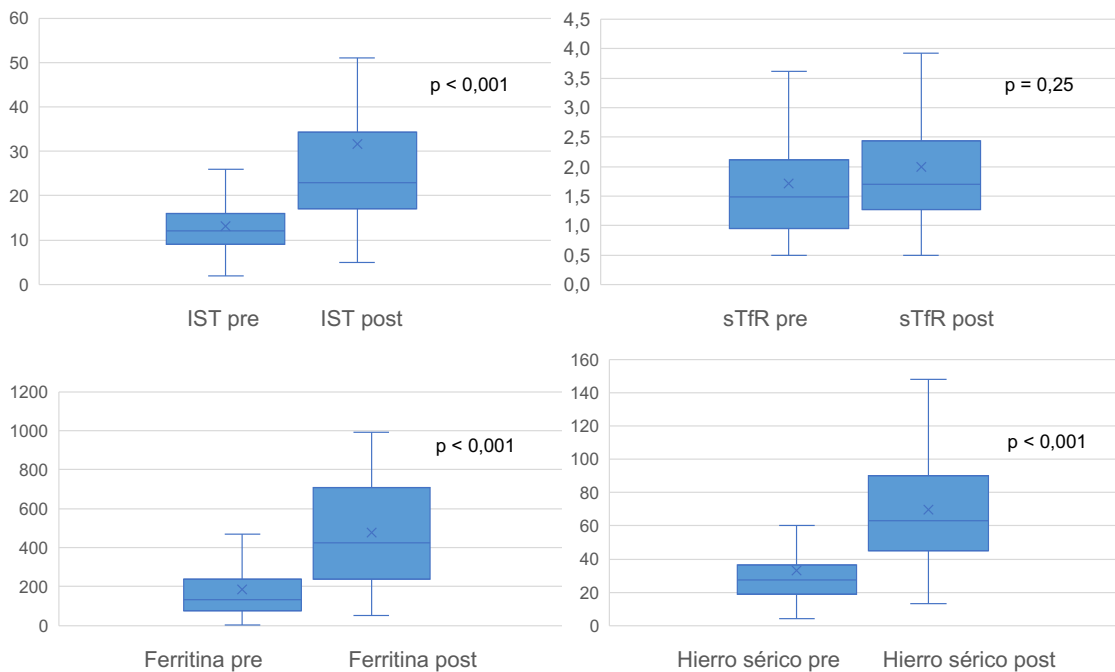 60
50
40
30
20
10
0
p < 0,001
IST pre
IST post
4,5
4,0
3,5
3,0
2,5
2,0
1,5
1,0
0,5
0,0
p = 0,25
sTfR pre
sTfR post
1200
1000
800
600
400
200
0
p < 0,001
Ferritina pre
Ferritina post
160
140
120
100
80
60
40
20
0
p < 0,001
Hierro sérico pre
Hierro sérico post